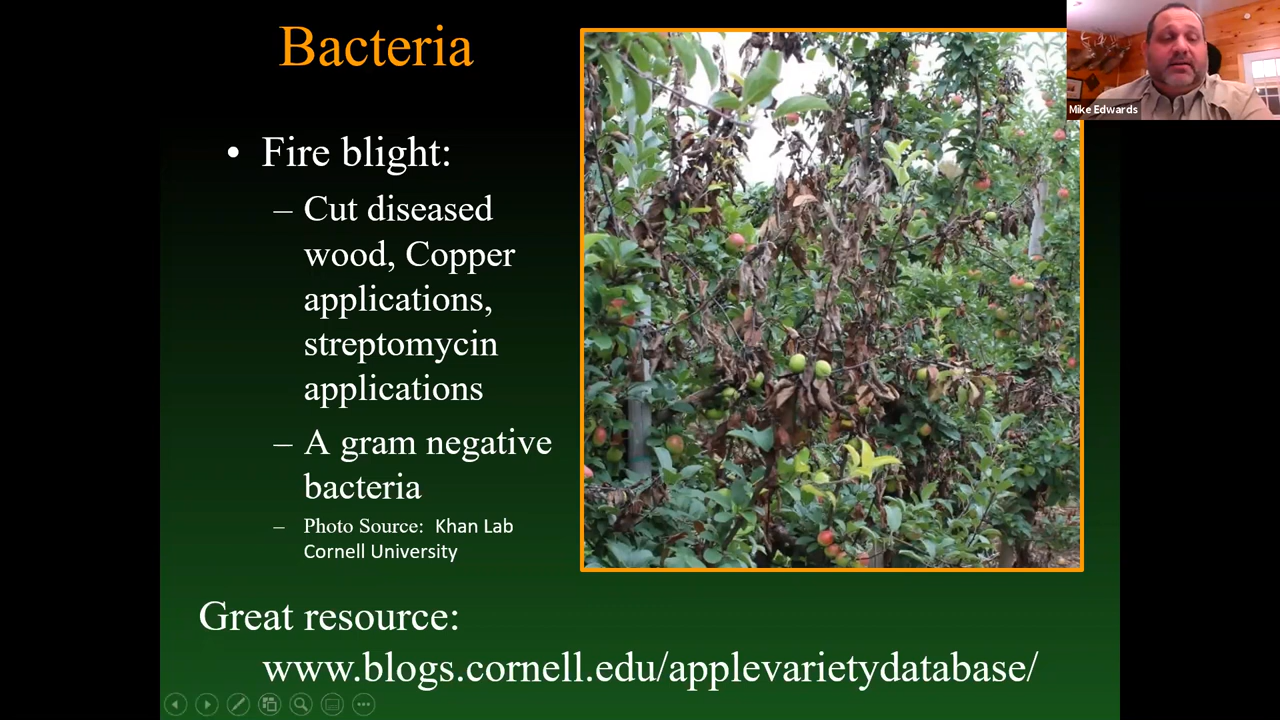 Bacteria
Mike Edwards
• Fire blight:
– Cut diseased
wood, Copper
applications,
streptomycin
applications
– A gram negative
bacteria
– Photo Source: Khan Lab
Cornell University
Great resource:
www.blogs.cornell.edu/applevarietydatabase/